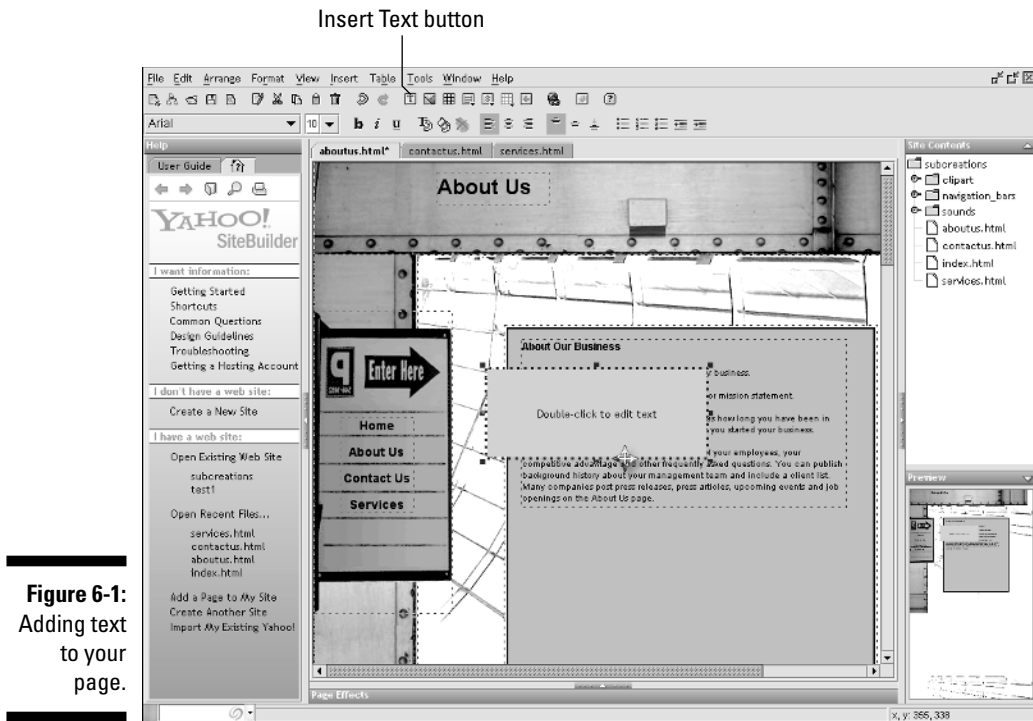 Insert Text button
File Edit Arrange Format View Insert Table Tools Window Help
Arial 10 b i u
Help
User Guide
YAHOO!
SiteBuilder
I want information:
Getting Started
Shortcuts
Common Questions
Design Guidelines
Troubleshooting
Getting a Hosting Account
I don't have a web site:
Create a New Site
I have a web site:
Open Existing Web Site
subcreations
test1
Open Recent Files...
services.html
contactus.html
aboutus.html
index.html
Add a Page to My Site
Create Another Site
Import My Existing Yahoo!
aboutus.html* contactus.html services.html
About Us
Enter Here
Home
About Us
Contact Us
Services
About Our Business
business.
or mission statement.
how long you have been in
you started your business.
your employees, your
competitive advantage and other frequently asked questions. You can publish
background history about your management team and include a client list.
Many companies post press releases, press articles, upcoming events and job
openings on the About Us page.
Double-click to edit text
Page Effects
Site Contents
subcreations
clipart
navigation_bars
sounds
aboutus.html
contactus.html
index.html
services.html
Preview
x, y: 355, 338
Figure 6-1:
Adding text
to your
page.